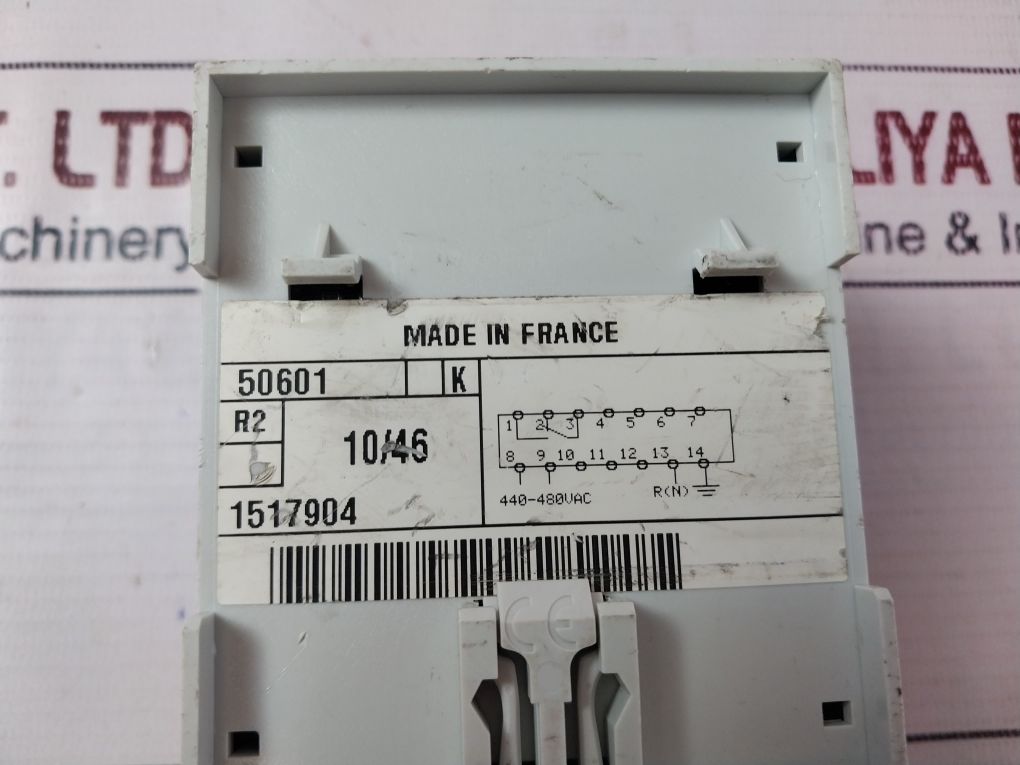 T. LTD
LIYA
chinery
ne & I
MADE IN FRANCE
50601 K
R2
10/46
1517904
1 2 3 4 5 6 7
8 9 10 11 12 13 14
440-480VAC R(N)
CE